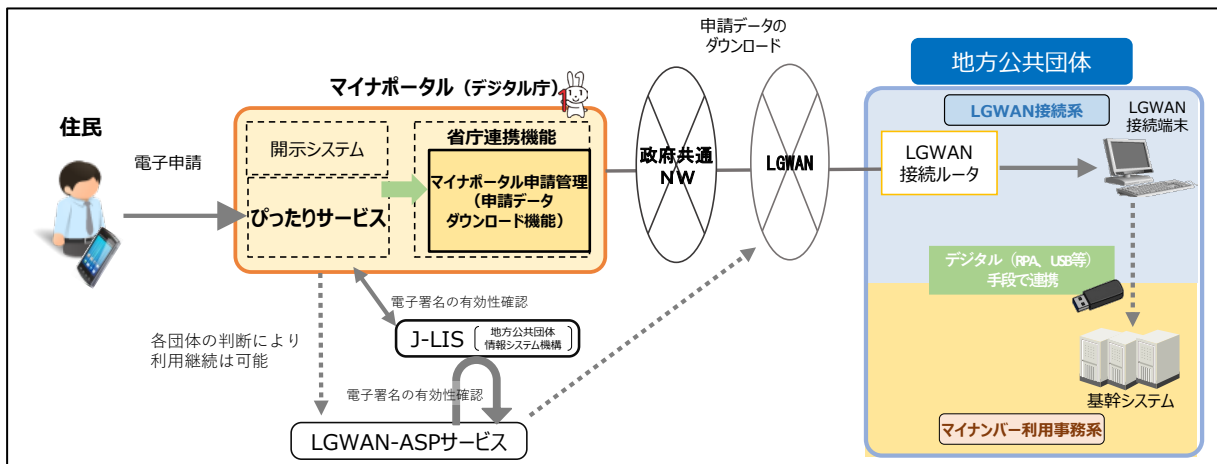 申請データの
ダウンロード
地方公共団体
マイナポータル（デジタル庁）
住民
電子申請
開示システム
ぴったりサービス
省庁連携機能
マイナポータル申請管理
（申請データ
ダウンロード機能）
政府共通
NW
LGWAN
LGWAN接続系
LGWAN
接続ルータ
LGWAN
接続端末
デジタル（RPA、USB等）
手段で連携
電子署名の有効性確認
J-LIS
地方公共団体
情報システム機構
各団体の判断により
利用継続は可能
電子署名の有効性確認
LGWAN-ASPサービス
基幹システム
マイナンバー利用事務系